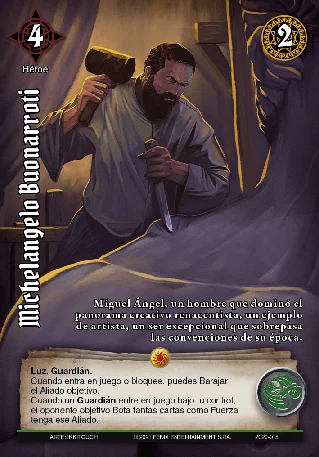 4
2
Héroe
Michelangelo Buonarroti
Miguel Ángel, un hombre que dominó el
panorama creativo renacentista, un ejemplo
de artista, un ser excepcional que sobrepasa
las convenciones de su época.
Luz. Guardián.
Cuando entra en juego o bloquee, puedes Barajar
el Aliado objetivo.
Cuando un Guardián entre en juego bajo tu control,
el oponente objetivo Bota tantas cartas como Fuerza
tenga ese Aliado.
ENTERTAINMENT S.P.A.